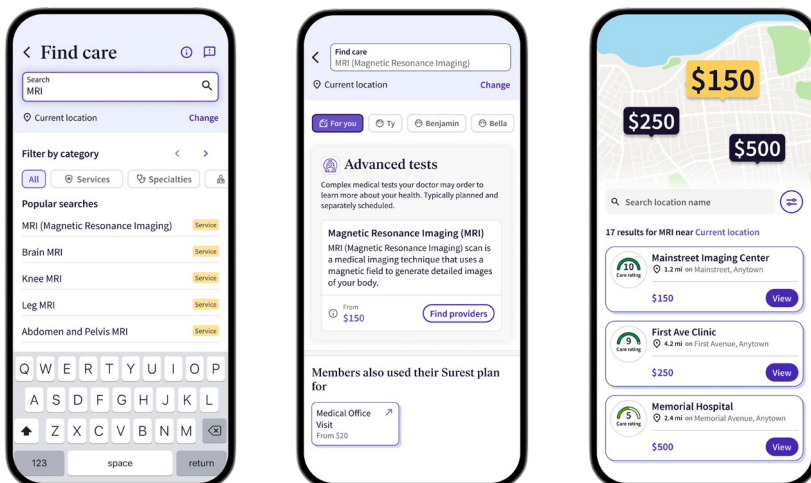 Find care
Search
MRI
Current location
Change
Filter by category
All
Services
Specialties
Popular searches
MRI (Magnetic Resonance Imaging)
Service
Brain MRI
Service
Knee MRI
Service
Leg MRI
Service
Abdomen and Pelvis MRI
Service
Q W E R T Y U I O P
A S D F G H J K L
Z X C V B N M
123
space
return
Find care
MRI (Magnetic Resonance Imaging)
Current location
Change
For you
Ty
Benjamin
Bella
Advanced tests
Complex medical tests your doctor may order to
learn more about your health. Typically planned and
separately scheduled.
Magnetic Resonance Imaging (MRI)
MRI (Magnetic Resonance Imaging) scan is
a medical imaging technique that uses a
magnetic field to generate detailed images
of your body.
From
$150
Find providers
Members also used their Surest plan
for
Medical Office
Visit
From $20
$150
$250
$500
Search location name
17 results for MRI near Current location
10
Care rating
Mainstreet Imaging Center
1.2 mi on Mainstreet, Anytown
$150
View
9
Care rating
First Ave Clinic
4.2 mi on First Avenue, Anytown
$250
View
5
Care rating
Memorial Hospital
2.4 mi on Memorial Avenue, Anytown
$500
View